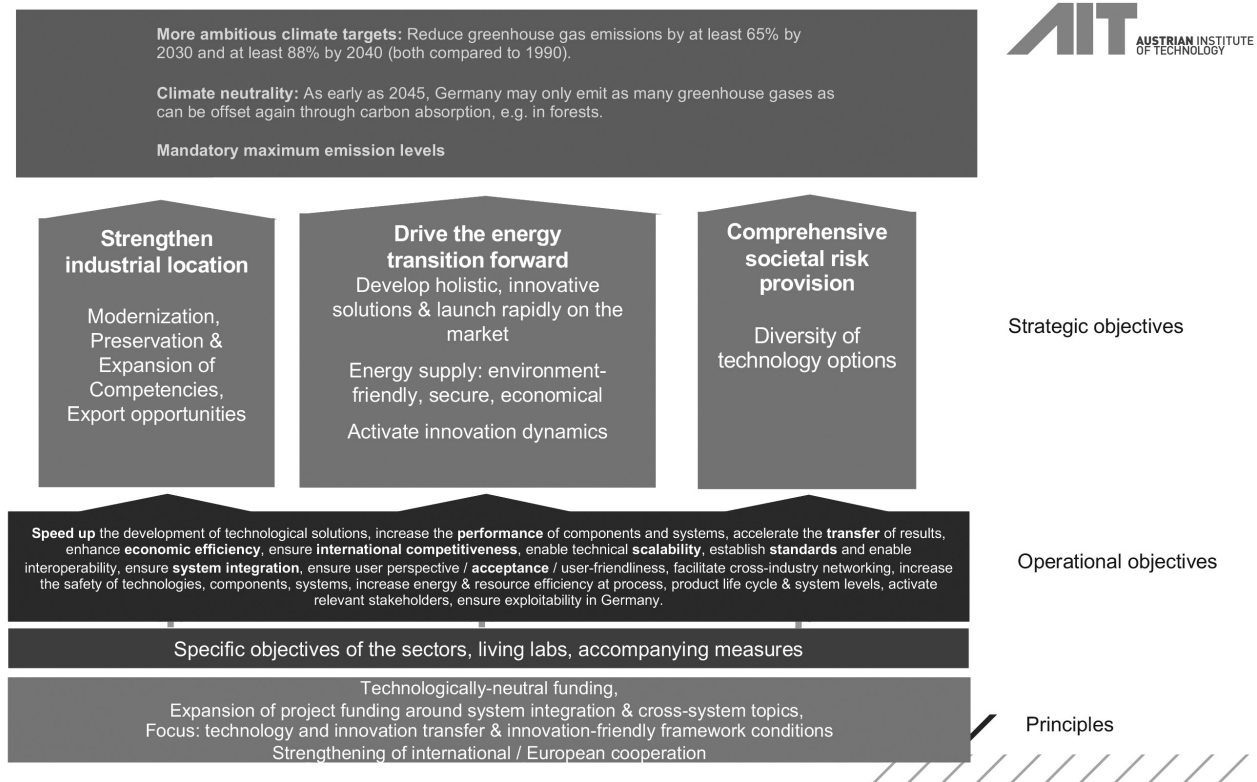 More ambitious climate targets: Reduce greenhouse gas emissions by at least 65% by
2030 and at least 88% by 2040 (both compared to 1990).
Climate neutrality: As early as 2045, Germany may only emit as many greenhouse gases as
can be offset again through carbon absorption, e.g. in forests.
Mandatory maximum emission levels
AIT
AUSTRIAN INSTITUTE
OF TECHNOLOGY
Strengthen
industrial location
Modernization,
Preservation &
Expansion of
Competencies,
Export opportunities
Drive the energy
transition forward
Develop holistic, innovative
solutions & launch rapidly on the
market
Energy supply: environment-
friendly, secure, economical
Activate innovation dynamics
Comprehensive
societal risk
provision
Diversity of
technology options
Strategic objectives
Speed up the development of technological solutions, increase the performance of components and systems, accelerate the transfer of results,
enhance economic efficiency, ensure international competitiveness, enable technical scalability, establish standards and enable
interoperability, ensure system integration, ensure user perspective / acceptance / user-friendliness, facilitate cross-industry networking, increase
the safety of technologies, components, systems, increase energy & resource efficiency at process, product life cycle & system levels, activate
relevant stakeholders, ensure exploitability in Germany.
Operational objectives
Specific objectives of the sectors, living labs, accompanying measures
Technologically-neutral funding,
Expansion of project funding around system integration & cross-system topics,
Focus: technology and innovation transfer & innovation-friendly framework conditions
Strengthening of international / European cooperation
Principles